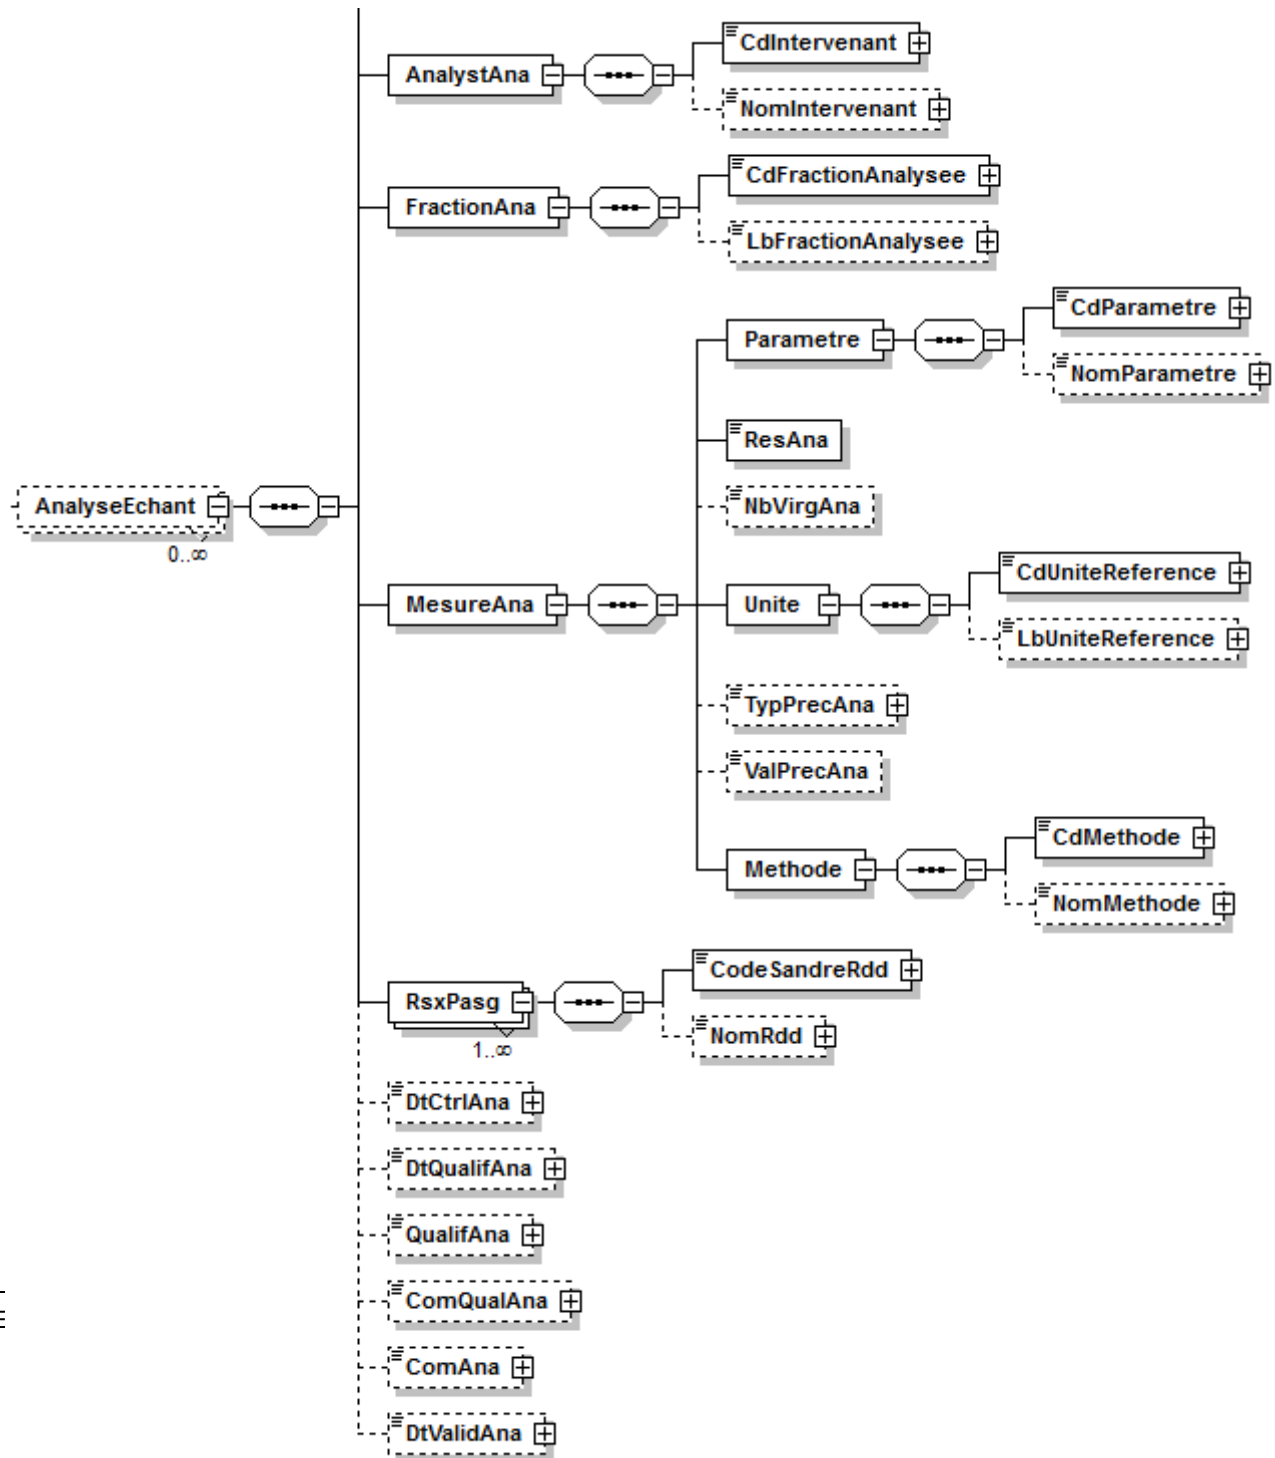 CdIntervenant
AnalystAna
NomIntervenant
CdFractionAnalysee
FractionAna
LbFractionAnalysee
CdParametre
Parametre
NomParametre
ResAna
AnalyseEchant
0..∞
NbVirgAna
CdUniteReference
MesureAna
Unite
LbUniteReference
TypPrecAna
ValPrecAna
CdMethode
Methode
NomMethode
CodeSandreRdd
RsxPasg
1..∞
NomRdd
DtCtrlAna
DtQualifAna
QualifAna
ComQualAna
ComAna
DtValidAna